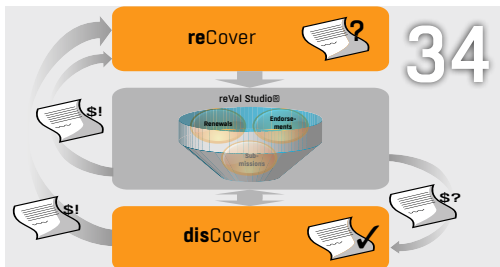 reCover
?
34
reVal Studio®
Renewals
Endorse-
ments
Sub-
missions
$!
$?
$!
disCover